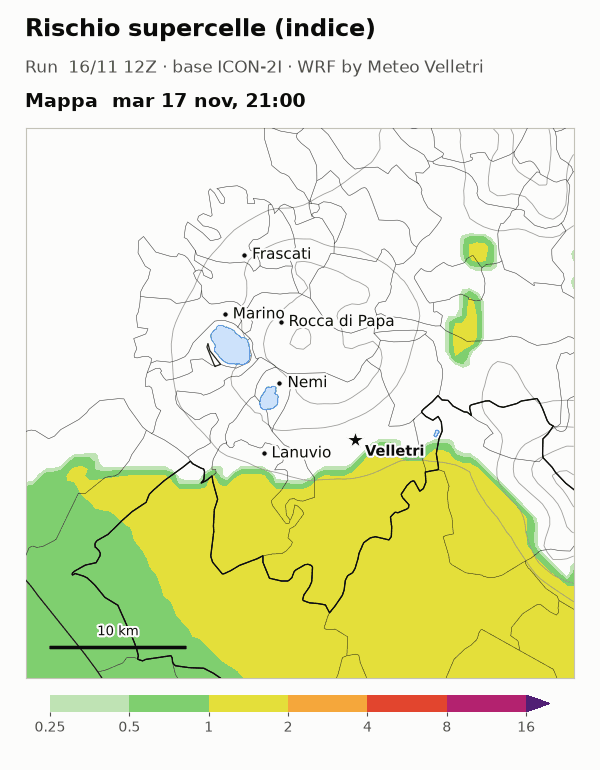 Rischio supercelle (indice)
Run  16/11 12Z · base ICON-2I · WRF by Meteo Velletri
Mappa  mar 17 nov, 21:00
Frascati
Marino
Rocca di Papa
Nemi
Lanuvio
Velletri
10 km
0.25 0.5 1 2 4 8 16